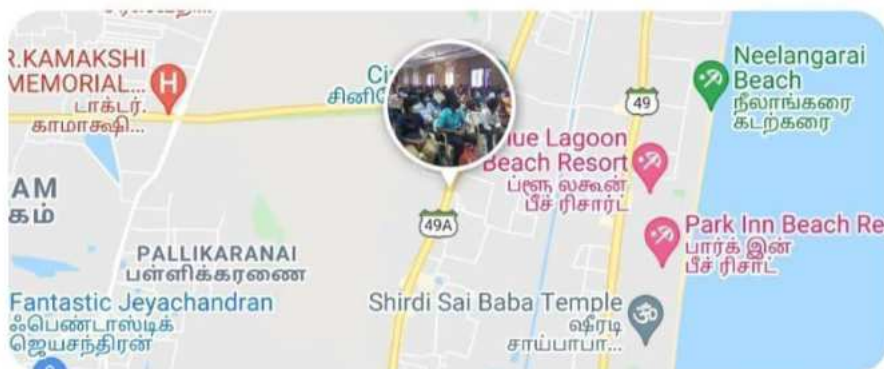 R.KAMAKSHI
MEMORIAL...
டாக்டர்.
காமாக்ஷி...
சினி
49
Neelangarai
Beach
நீலாங்கரை
கடற்கரை
Lagoon
Beach Resort
ப்ளூ லகூன்
பீச் ரிசார்ட்
AM
கம்
49A
Park Inn Beach Re
பார்க் இன்
பீச் ரிசாட்
PALLIKARANAI
பள்ளிக்கரணை
Fantastic Jeyachandran
ஃபெண்டாஸ்டிக்
ஜெயசந்திரன்
Shirdi Sai Baba Temple
ஷீரடி
சாய்பாபா...